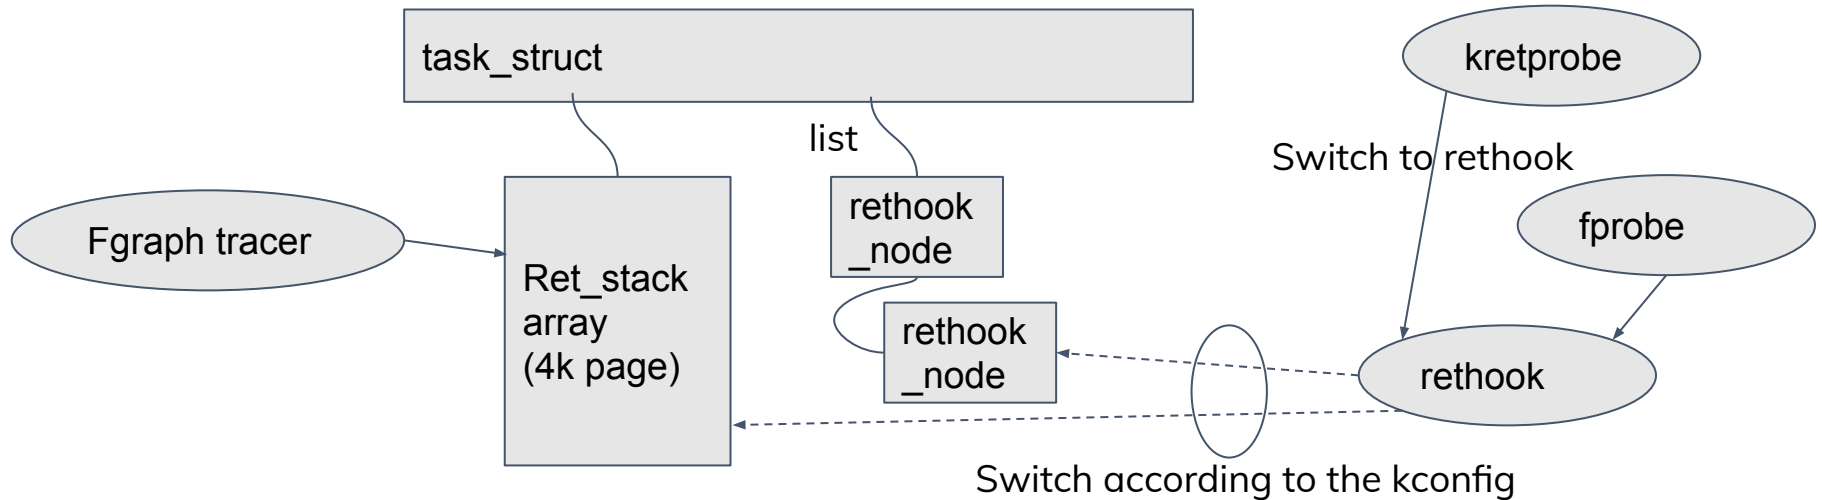 task_struct
kretprobe
list
Switch to rethook
Fgraph tracer
Ret_stack
array
(4k page)
rethook
_node
fprobe
rethook
_node
rethook
Switch according to the kconfig